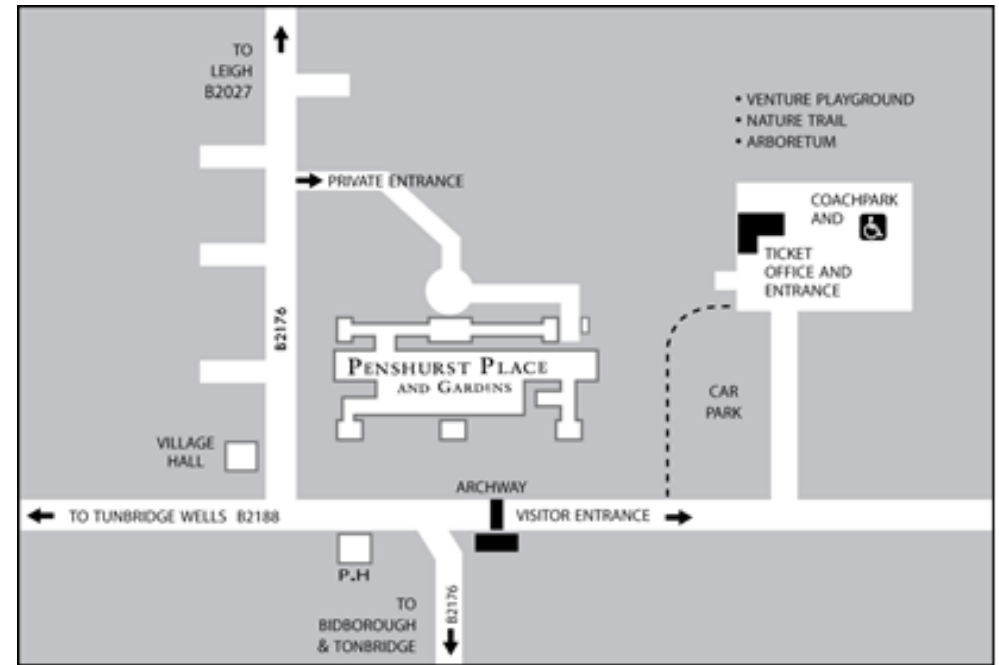 TO
LEIGH
B2027
• VENTURE PLAYGROUND
• NATURE TRAIL
• ARBORETUM
PRIVATE ENTRANCE
COACHPARK
AND
TICKET
OFFICE AND
ENTRANCE
B2176
PENSHURST PLACE
AND GARDENS
CAR
PARK
VILLAGE
HALL
ARCHWAY
TO TUNBRIDGE WELLS B2188
VISITOR ENTRANCE
P.H
B2176
TO
BIDBOROUGH
& TONBRIDGE